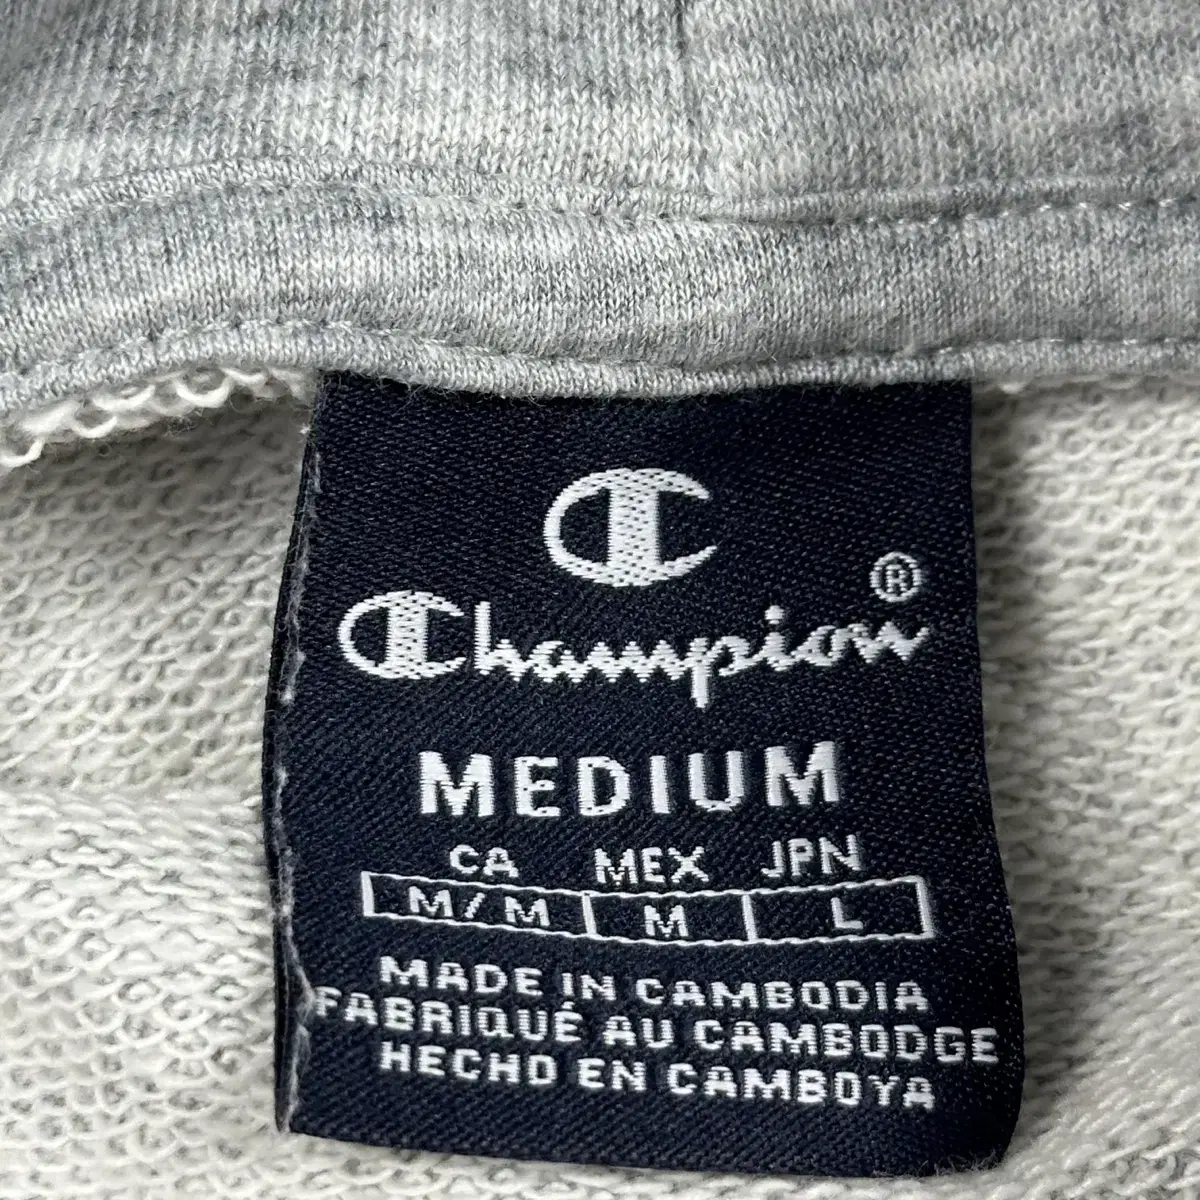 Champion®
MEDIUM
CA MEX JPN
M/M M L
MADE IN CAMBODIA
FABRIQUÉ AU CAMBODGE
HECHO EN CAMBOYA